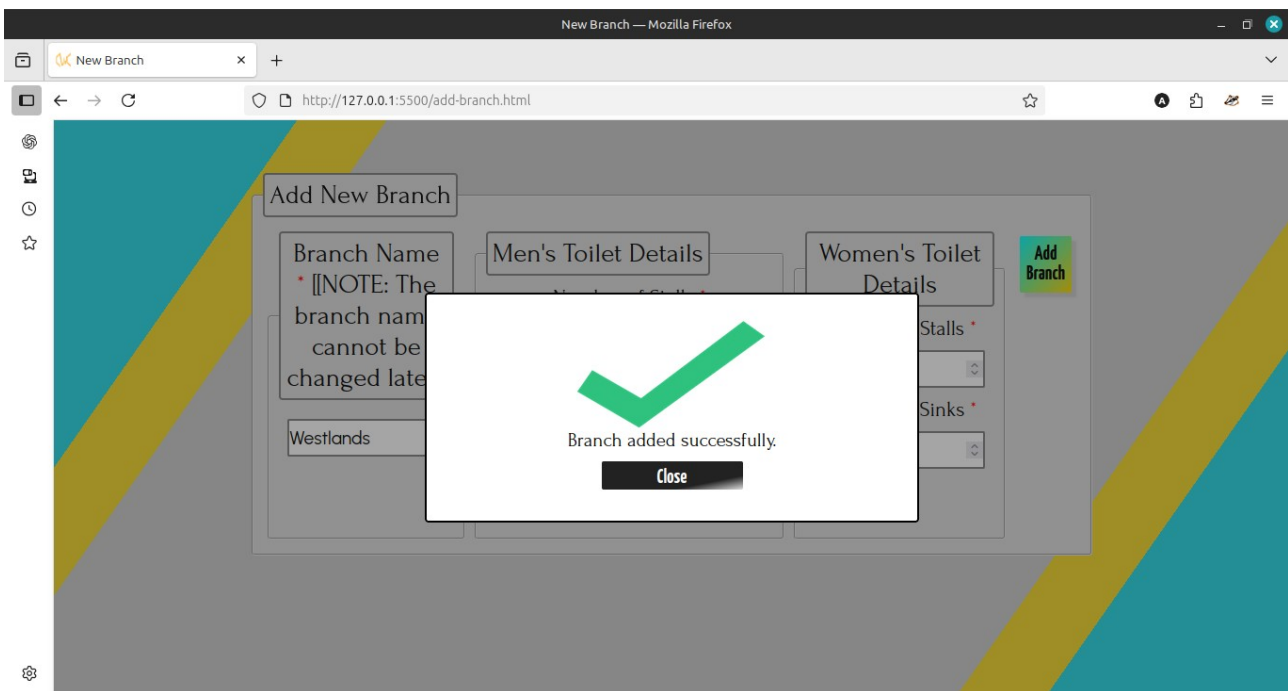 New Branch — Mozilla Firefox
New Branch
http://127.0.0.1:5500/add-branch.html
Add New Branch
Branch Name
* [[NOTE: The
branch nam
cannot be
changed late
Westlands
Men's Toilet Details
Women's Toilet
Details
Stalls *
Sinks *
Add
Branch
Branch added successfully.
Close